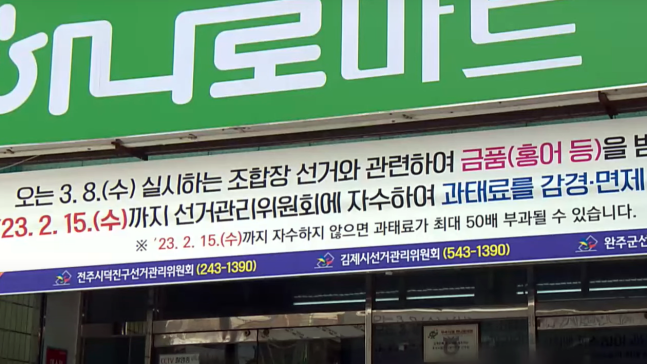 하나로마트
오는 3. 8.(수) 실시하는 조합장 선거와 관련하여 금품(홍어 등)을
'23. 2. 15.(수)까지 선거관리위원회에 자수하여 과태료를 감경·면제
※ '23. 2. 15.(수)까지 자수하지 않으면 과태료가 최대 50배 부과될 수 있습니다.
전주시덕진구선거관리위원회 (243-1390) 김제시선거관리위원회 (543-1390) 완주군선